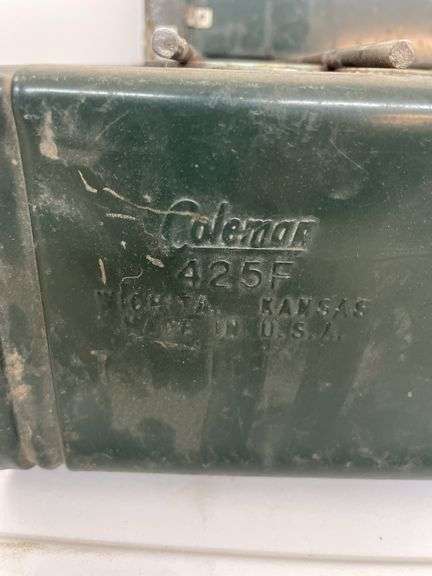 Coleman
425F
WICHITA, KANSAS
MADE IN U.S.A.